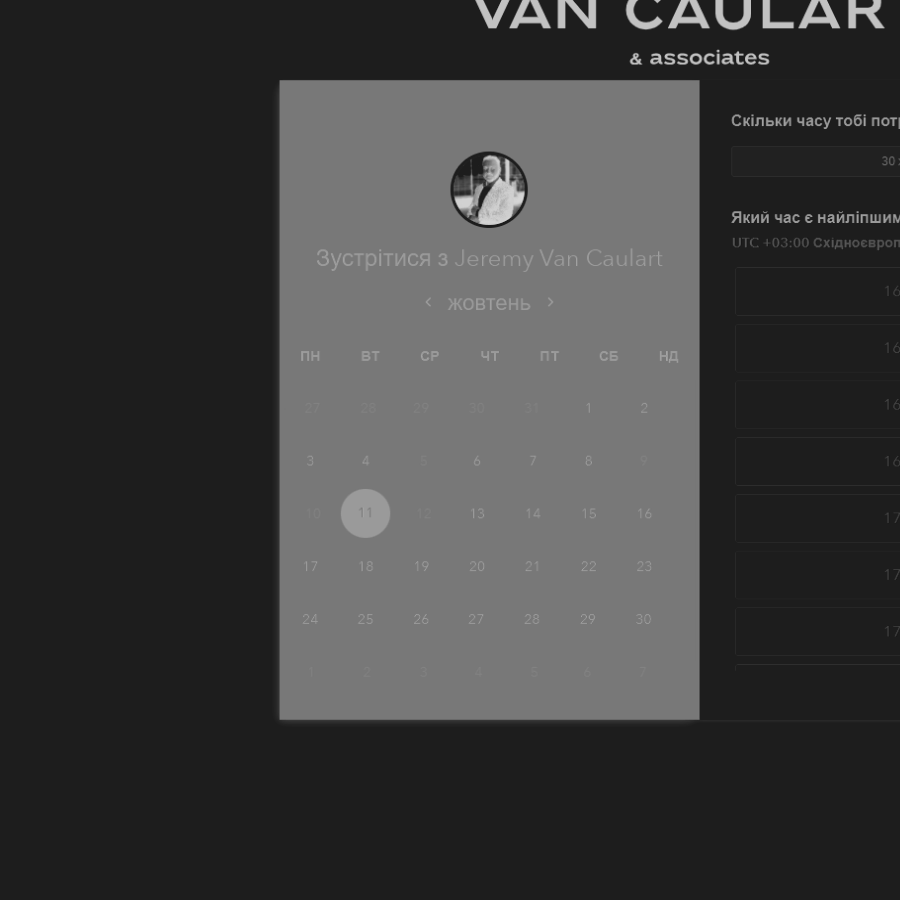 VAN CAULAR
& associates
Зустрітися з Jeremy Van Caulart
< жовтень >
ПН ВТ СР ЧТ ПТ СБ НД
27 28 29 30 31 1 2
3 4 5 6 7 8 9
10 11 12 13 14 15 16
17 18 19 20 21 22 23
24 25 26 27 28 29 30
1 2 3 4 5 6 7
Скільки часу тобі пот
30
Який час є найліпшим
UTC +03:00 Східноєвроп
16
16
16
16
17
17
17